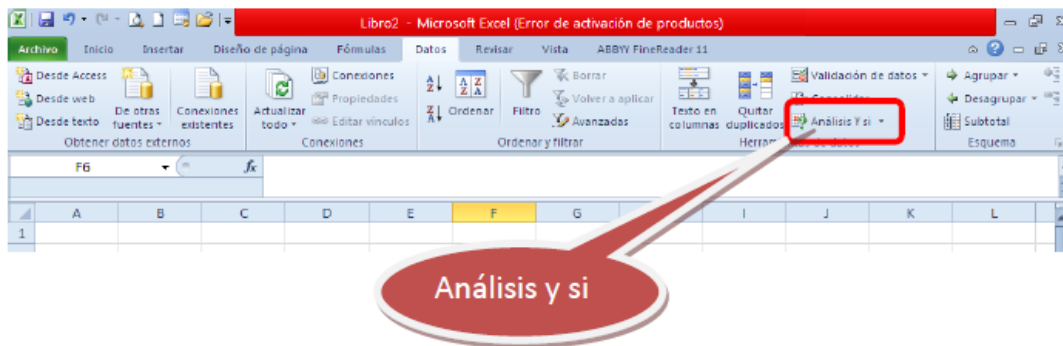 Libro2 - Microsoft Excel (Error de activación de productos)
Archivo Inicio Insertar Diseño de página Fórmulas Datos Revisar Vista ABBYY FineReader 11
Desde Access
Desde web
Desde texto
De otras fuentes
Conexiones existentes
Obtener datos externos
Actualizar todo
Conexiones
Propiedades
Editar vínculos
Conexiones
Ordenar
Filtro
Borrar
Volver a aplicar
Avanzadas
Ordenar y filtrar
Texto en columnas
Quitar duplicados
Validación de datos
Análisis Y si
de datos
Agrupar
Desagrupar
Subtotal
Esquema
F6
fx
A B C D E F G I J K L
1
Análisis y si